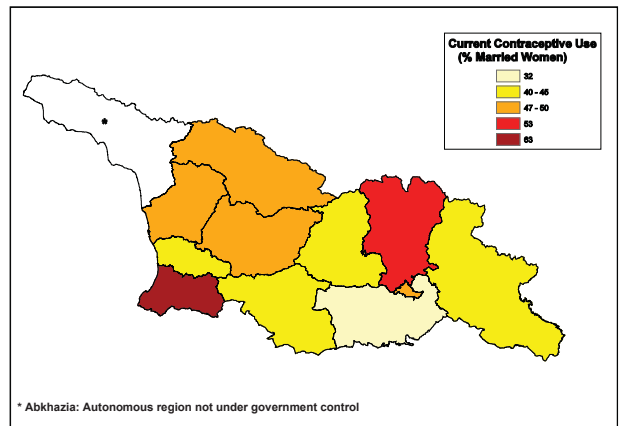 Current Contraceptive Use
(% Married Women)
32
40 - 45
47 - 50
53
63
*
* Abkhazia: Autonomous region not under government control